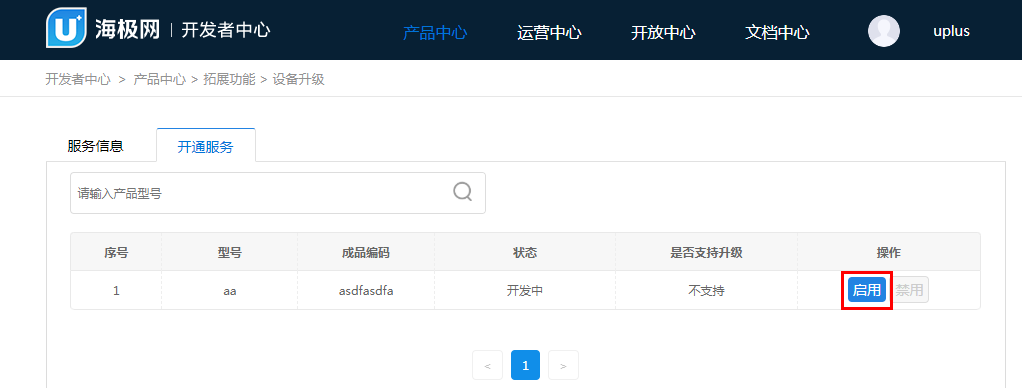 U+ 海极网 | 开发者中心 产品中心 运营中心 开放中心 文档中心 uplus
开发者中心 > 产品中心 > 拓展功能 > 设备升级
服务信息 开通服务
请输入产品型号
序号 型号 成品编码 状态 是否支持升级 操作
1 aa asdfasdfa 开发中 不支持 启用 禁用
< 1 >